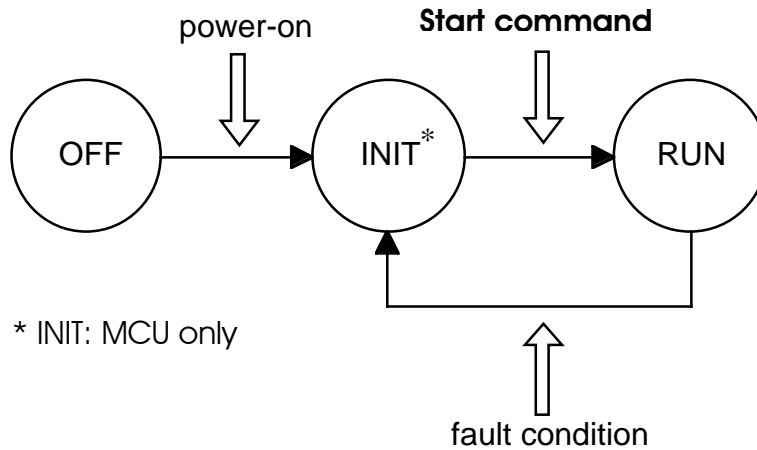 power-on
Start command
OFF
INIT*
RUN
* INIT: MCU only
fault condition